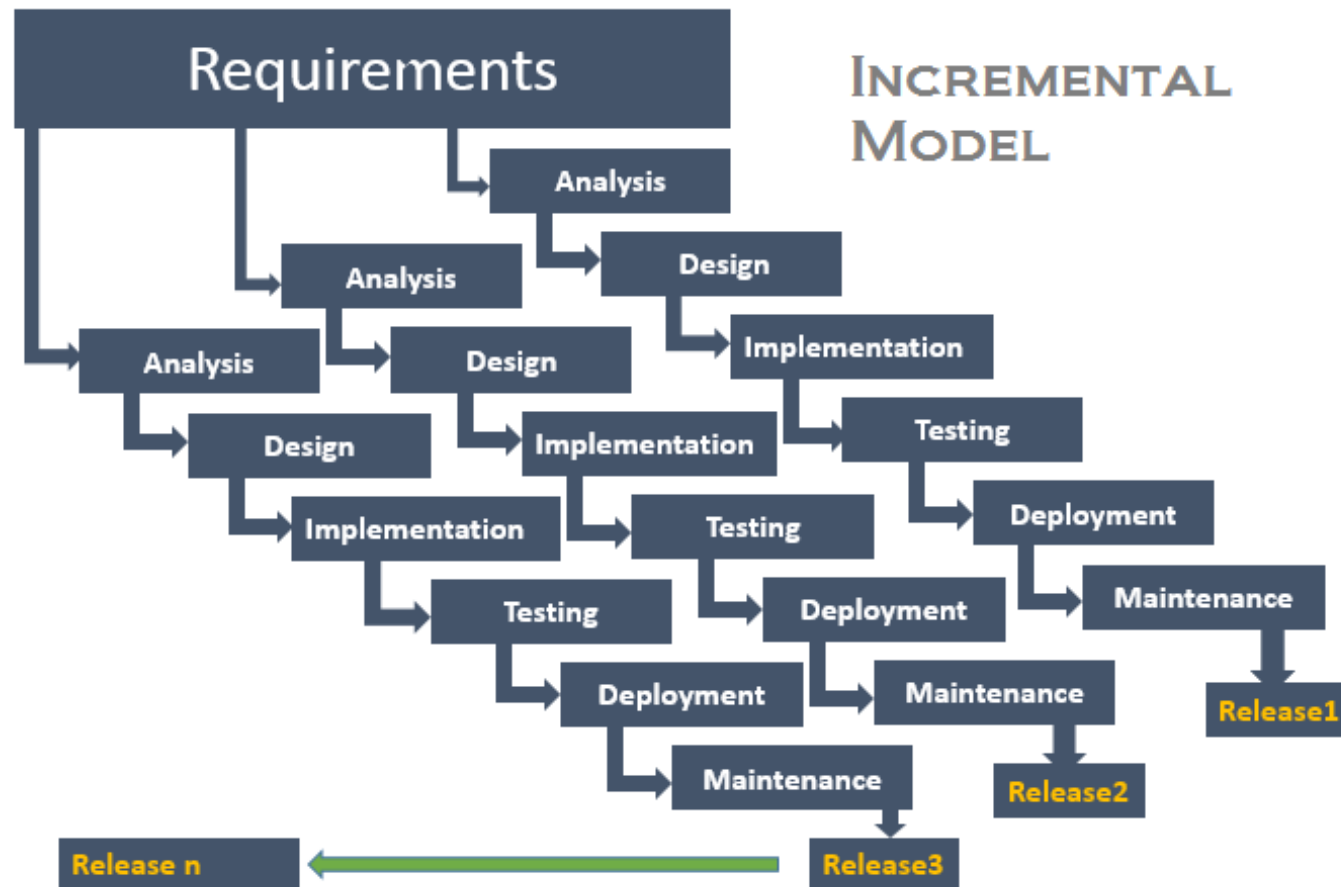 Requirements
INCREMENTAL
MODEL
Analysis
Design
Implementation
Testing
Deployment
Maintenance
Release1
Analysis
Design
Implementation
Testing
Deployment
Maintenance
Release2
Analysis
Design
Implementation
Testing
Deployment
Maintenance
Release3
Release n